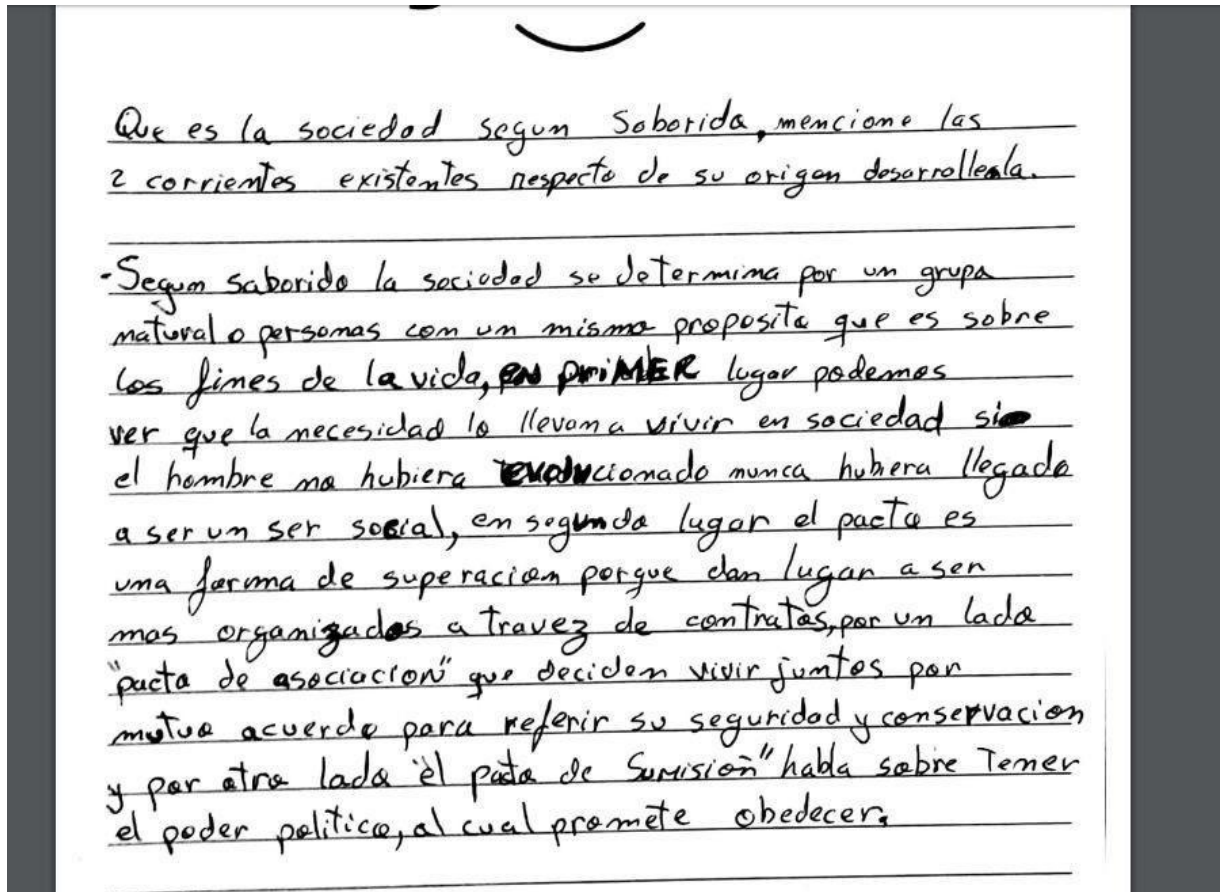 Que es la sociedad segun Saborida, mencione las
2 corrientes existentes respecto de su origen desarrollenla.
-Segun saborido la sociedad se determina por un grupo
natural o personas con un mismo proposito que es sobre
los fines de la vida, en primer lugar podemos
ver que la necesidad lo llevan a vivir en sociedad si
el hombre no hubiera evolucionado nunca hubiera llegado
a ser un ser social, en segundo lugar el pacto es
una forma de superacion porque dan lugar a ser
mas organizados a travez de contratos, por un lado
"pacto de asociacion" que deciden vivir juntos por
mutuo acuerdo para referir su seguridad y conservacion
y por otro lado "el pacto de Sumision" habla sobre Temer
el poder politico, al cual promete obedecer.